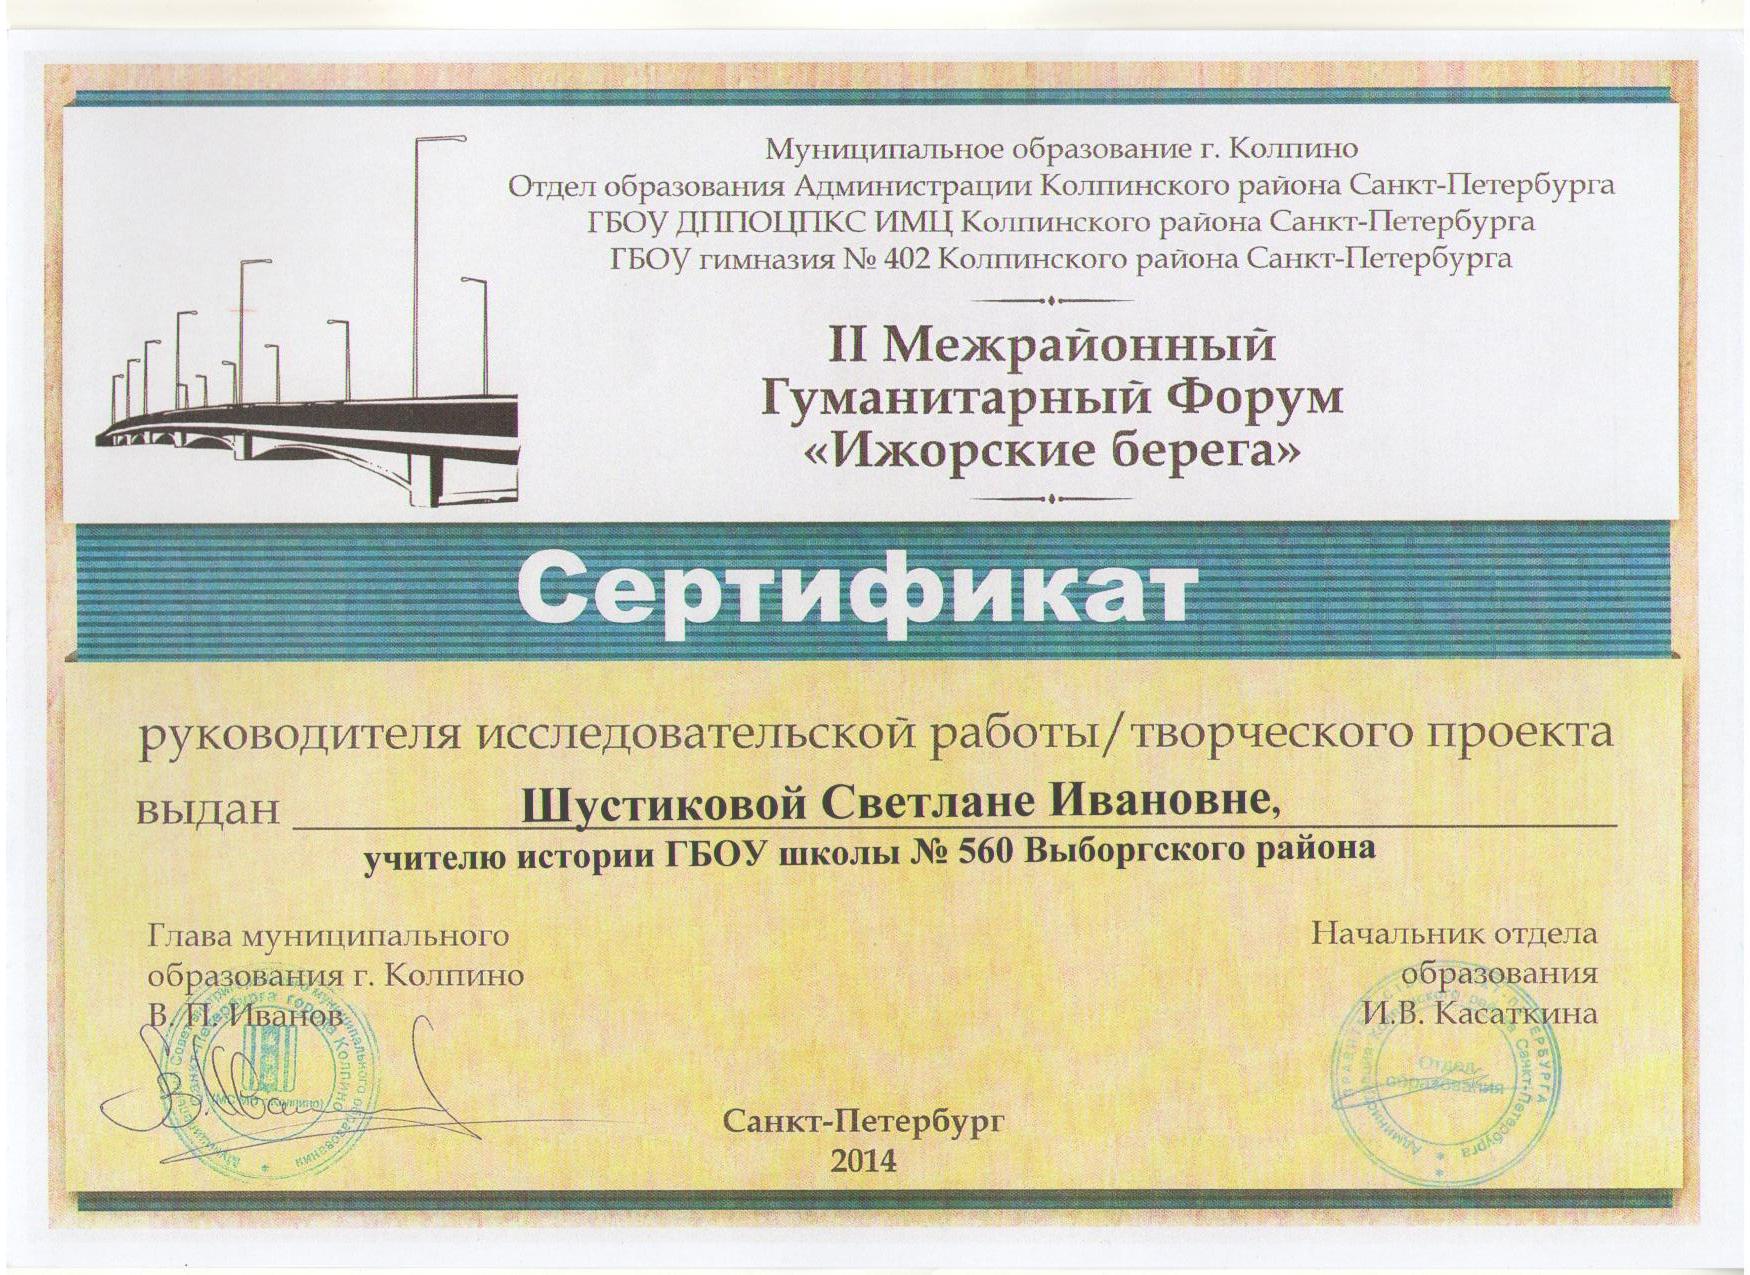 Муниципальное образование г. Колпино
Отдел образования Администрации Колпинского района Санкт-Петербурга
ГБОУ ДППОЦПКС ИМЦ Колпинского района Санкт-Петербурга
ГБОУ гимназия № 402 Колпинского района Санкт-Петербурга
II Межрайонный
Гуманитарный Форум
«Ижорские берега»
Сертификат
руководителя исследовательской работы/творческого проекта
выдан Шустиковой Светлане Ивановне,
учителю истории ГБОУ школы № 560 Выборгского района
Глава муниципального
образования г. Колпино
В. П. Иванов
Начальник отдела
образования
И.В. Касаткина
Отдел
образования
Санкт-Петербург
2014